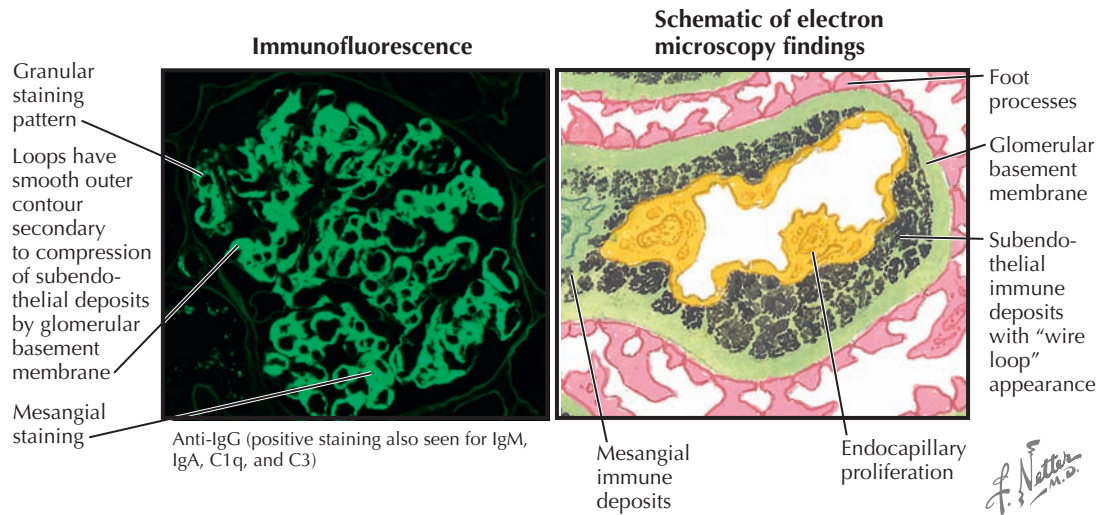 Immunofluorescence
Schematic of electron
microscopy findings
Granular
staining
pattern
Loops have
smooth outer
contour
secondary
to compression
of subendo-
thelial deposits
by glomerular
basement
membrane
Mesangial
staining
Anti-IgG (positive staining also seen for IgM,
IgA, C1q, and C3)
Foot
processes
Glomerular
basement
membrane
Subendo-
thelial
immune
deposits
with “wire
loop”
appearance
Mesangial
immune
deposits
Endocapillary
proliferation
F. Netter
M.D.